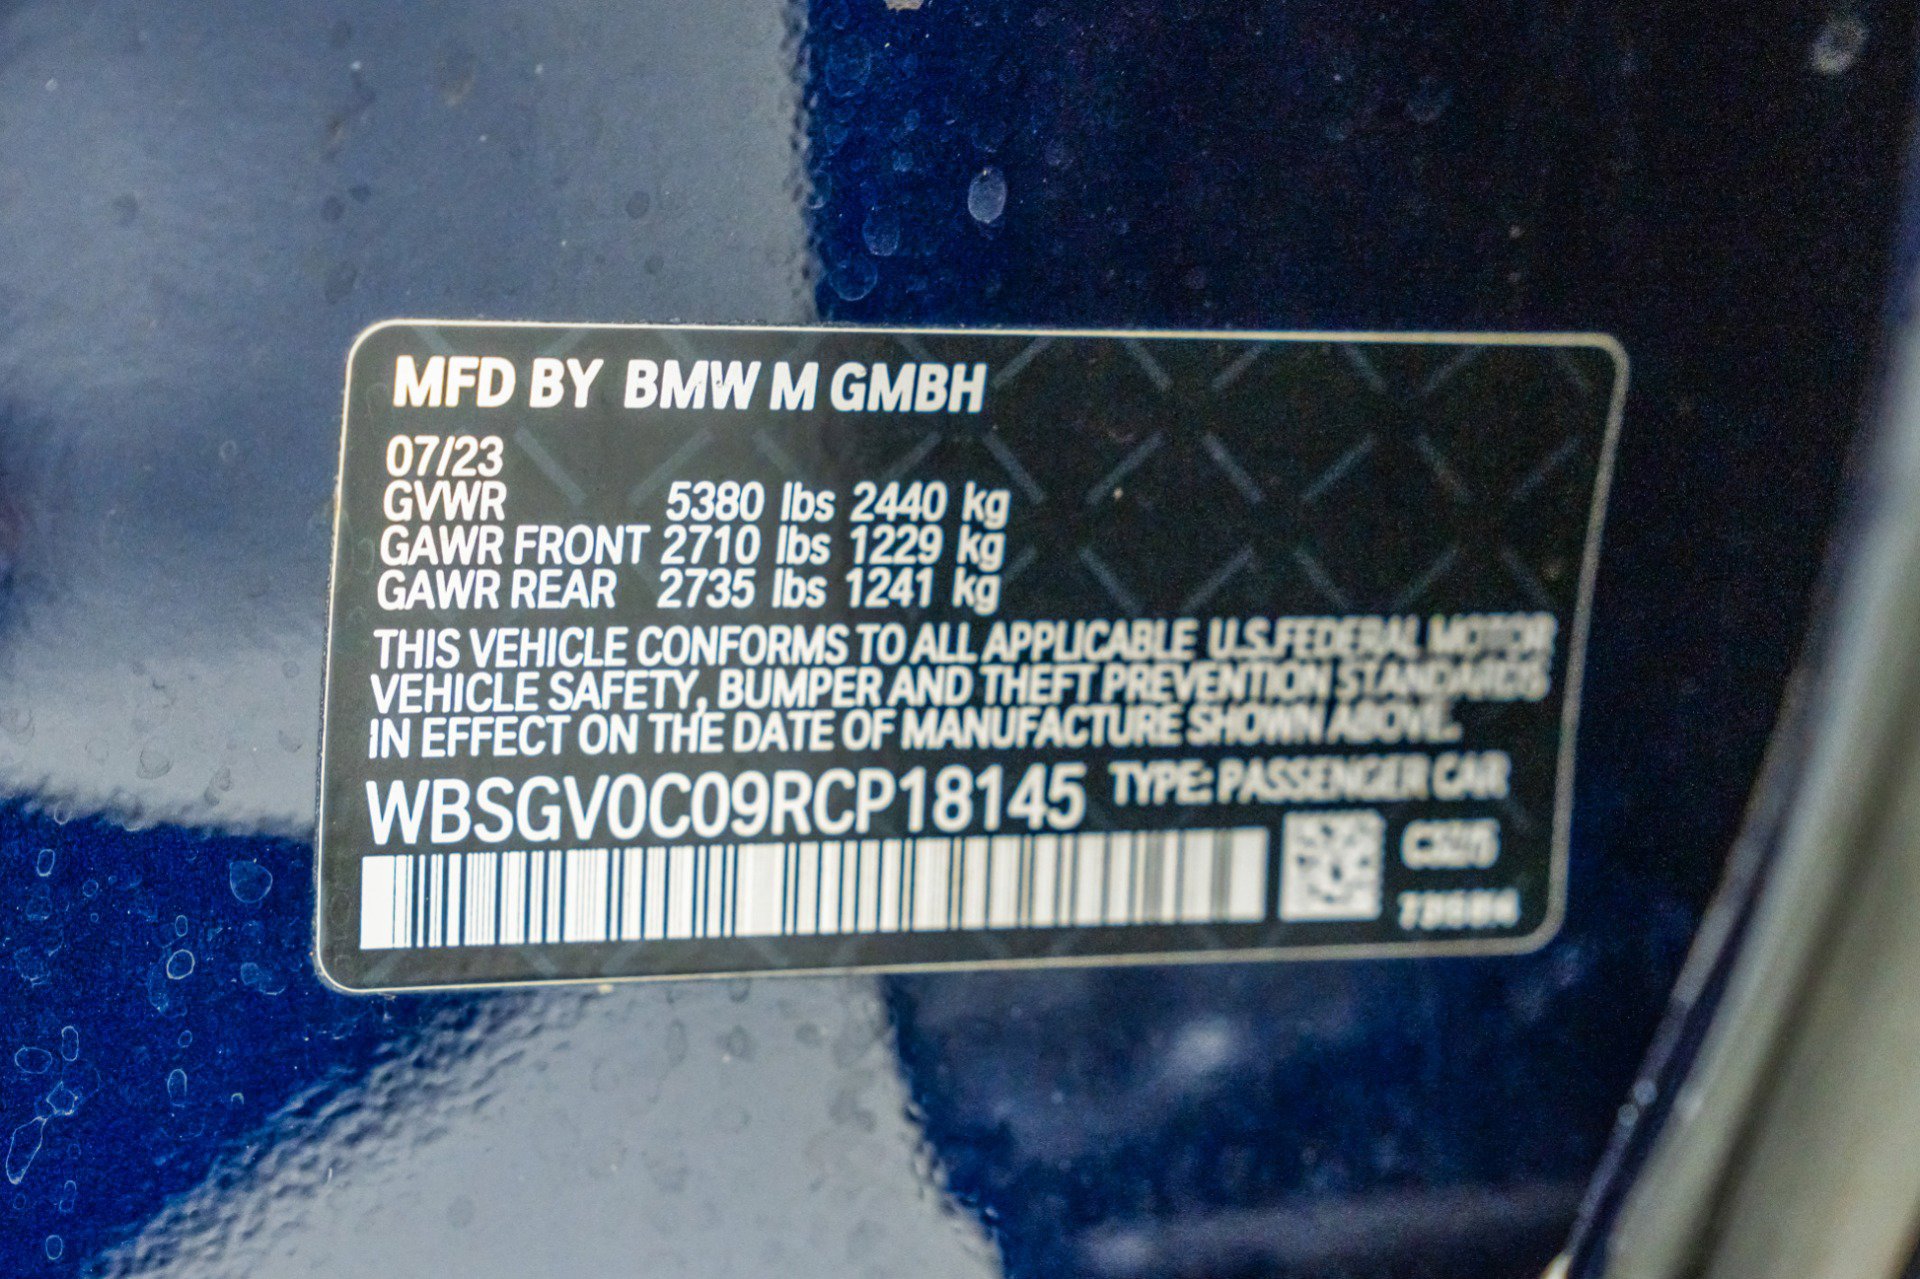 MFD BY BMW M GMBH
07/23
GVWR 5380 lbs 2440 kg
GAWR FRONT 2710 lbs 1229 kg
GAWR REAR 2735 lbs 1241 kg
THIS VEHICLE CONFORMS TO ALL APPLICABLE U.S.FEDERAL MOTOR
VEHICLE SAFETY, BUMPER AND THEFT PREVENTION STANDARDS
IN EFFECT ON THE DATE OF MANUFACTURE SHOWN ABOVE.
WBSGV0C09RCP18145 TYPE: PASSENGER CAR